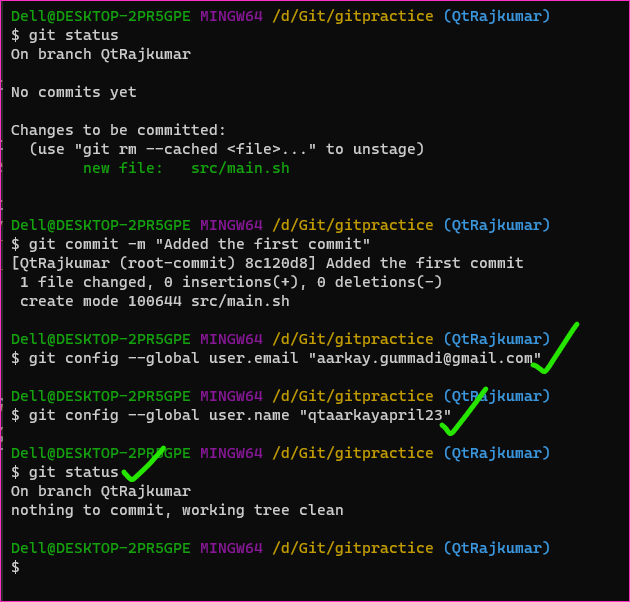 Dell@DESKTOP-2PR5GPE MINGW64 /d/Git/gitpractice (QtRajkumar)
$ git status
On branch QtRajkumar
No commits yet
Changes to be committed:
  (use "git rm --cached <file>..." to unstage)
        new file:   src/main.sh
Dell@DESKTOP-2PR5GPE MINGW64 /d/Git/gitpractice (QtRajkumar)
$ git commit -m "Added the first commit"
[QtRajkumar (root-commit) 8c120d8] Added the first commit
 1 file changed, 0 insertions(+), 0 deletions(-)
 create mode 100644 src/main.sh
Dell@DESKTOP-2PR5GPE MINGW64 /d/Git/gitpractice (QtRajkumar)
$ git config --global user.email "aarkay.gummadi@gmail.com"
Dell@DESKTOP-2PR5GPE MINGW64 /d/Git/gitpractice (QtRajkumar)
$ git config --global user.name "qtaarkayapril23"
Dell@DESKTOP-2PR5GPE MINGW64 /d/Git/gitpractice (QtRajkumar)
$ git status
On branch QtRajkumar
nothing to commit, working tree clean
Dell@DESKTOP-2PR5GPE MINGW64 /d/Git/gitpractice (QtRajkumar)
$